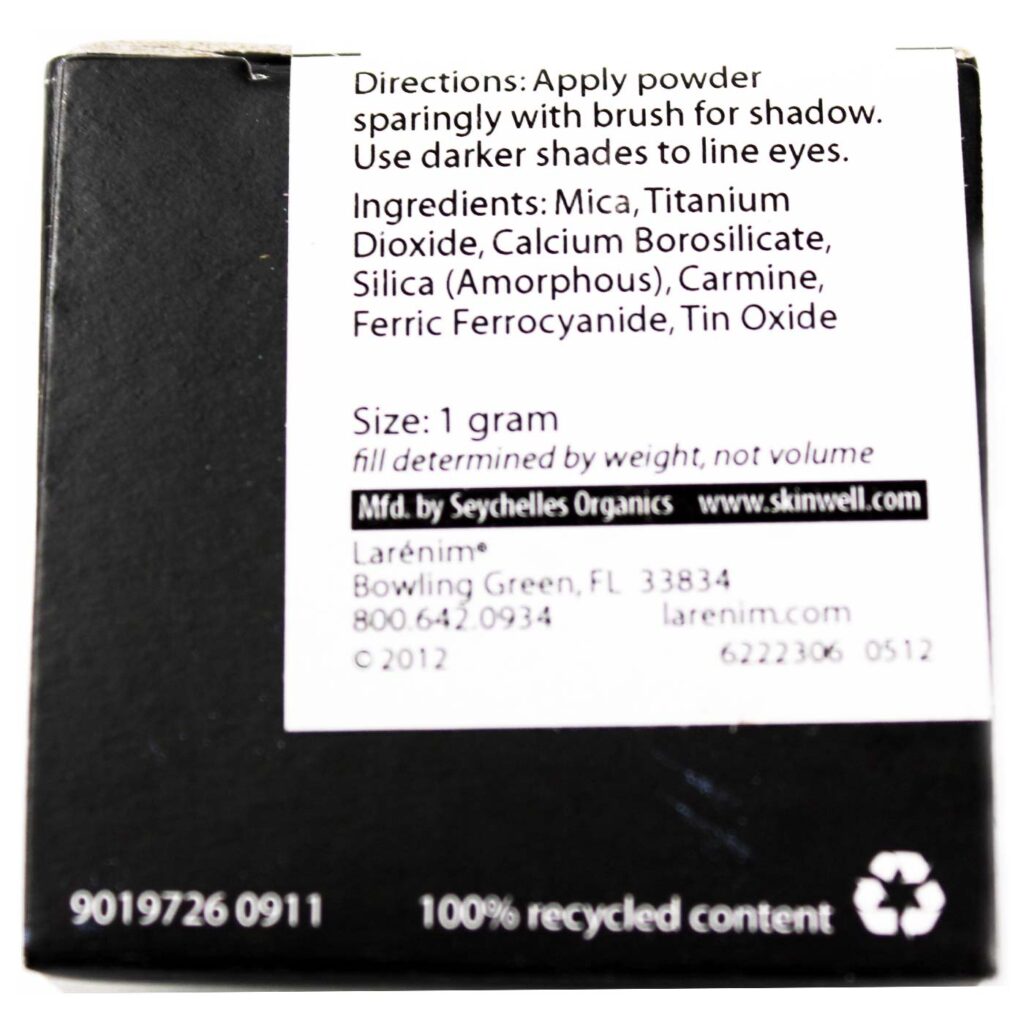 Directions: Apply powder
sparingly with brush for shadow.
Use darker shades to line eyes.
Ingredients: Mica, Titanium
Dioxide, Calcium Borosilicate,
Silica (Amorphous), Carmine,
Ferric Ferrocyanide, Tin Oxide
Size: 1 gram
fill determined by weight, not volume
Mfd. by Seychelles Organics www.skinwell.com
Larénim®
Bowling Green, FL 33834
800.642.0934 larenim.com
© 2012 6222306 0512
9019726 0911 100% recycled content